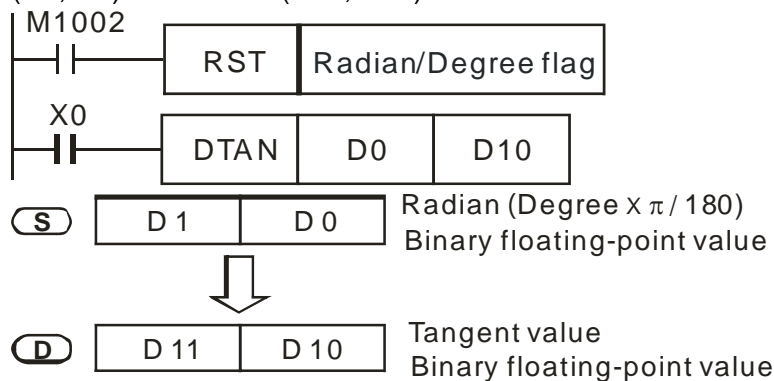 M1002
RST Radian/Degree flag
X0
DTAN D0 D10
S D 1 D 0 Radian (Degree x π / 180)
Binary floating-point value
D D 11 D 10 Tangent value
Binary floating-point value